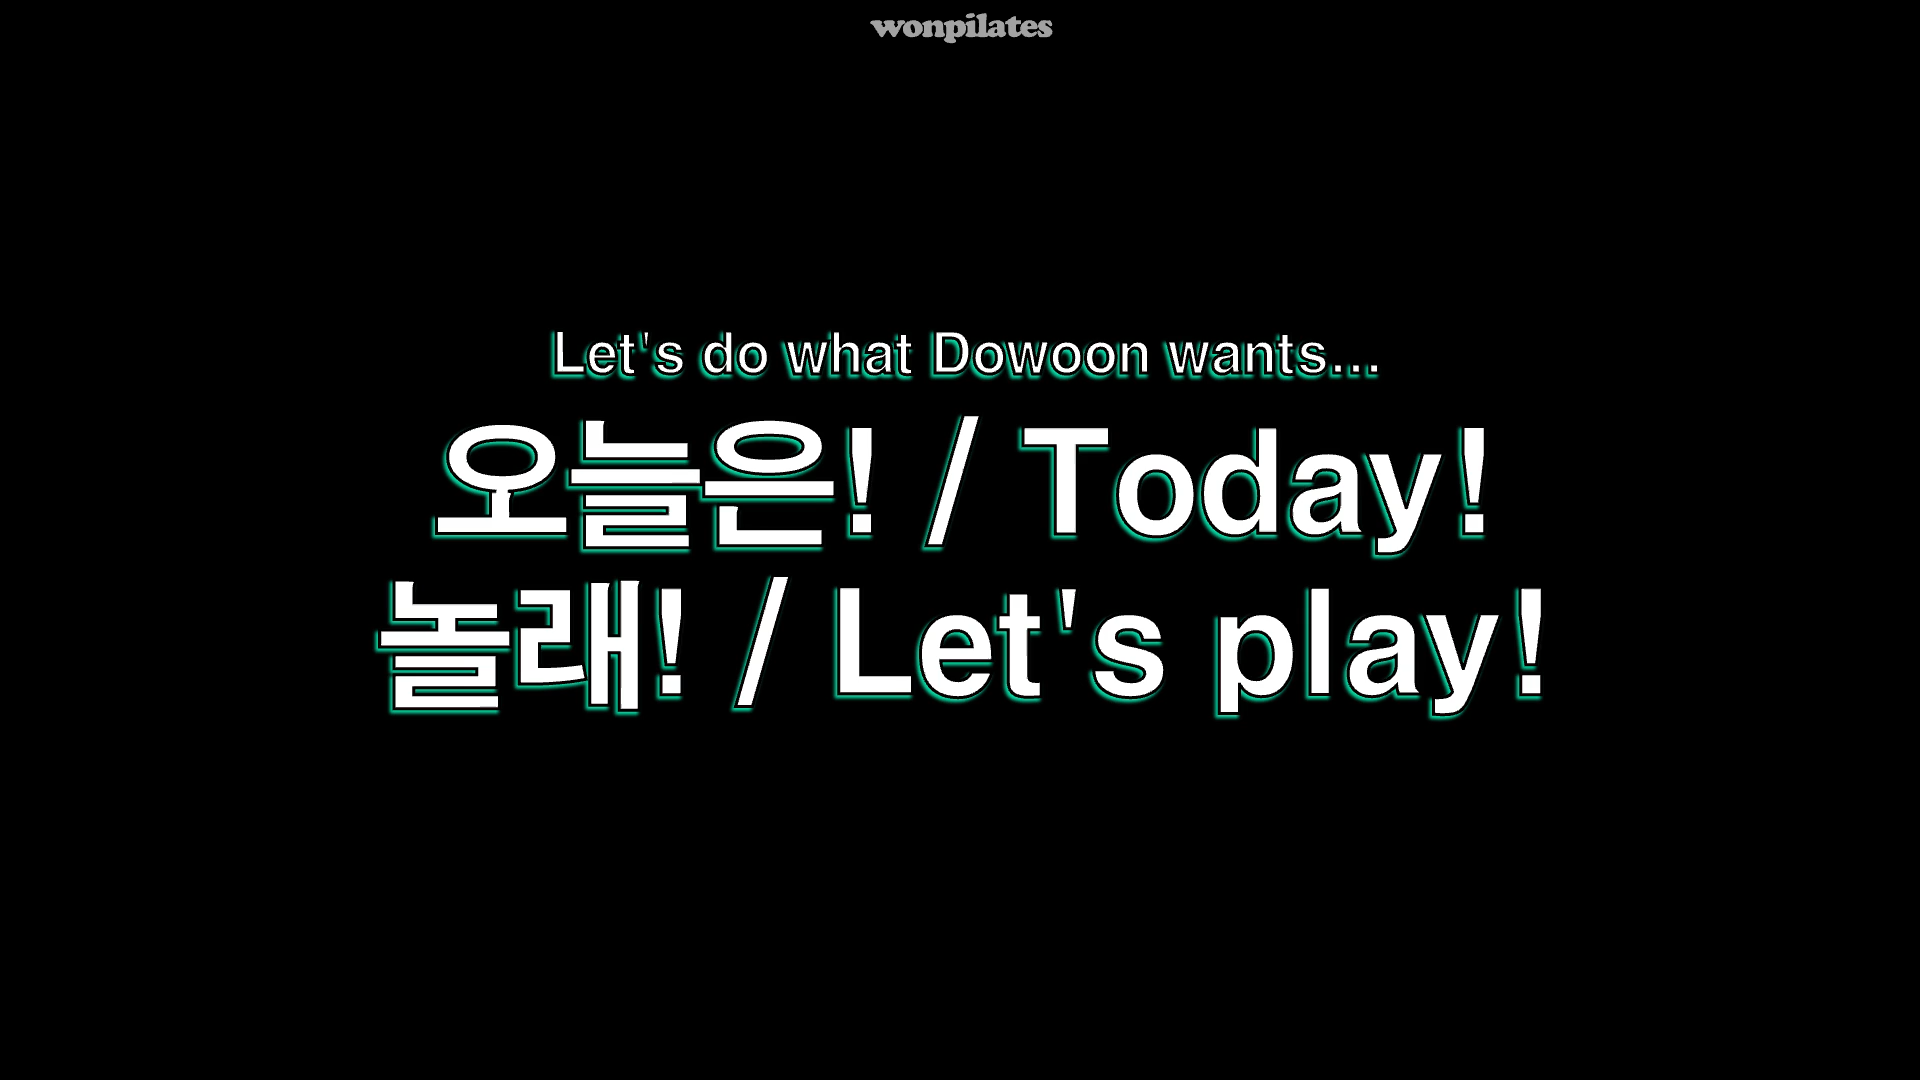 wonpilates
Let's do what Dowoon wants...
오늘은! / Today!
놀래! / Let's play!